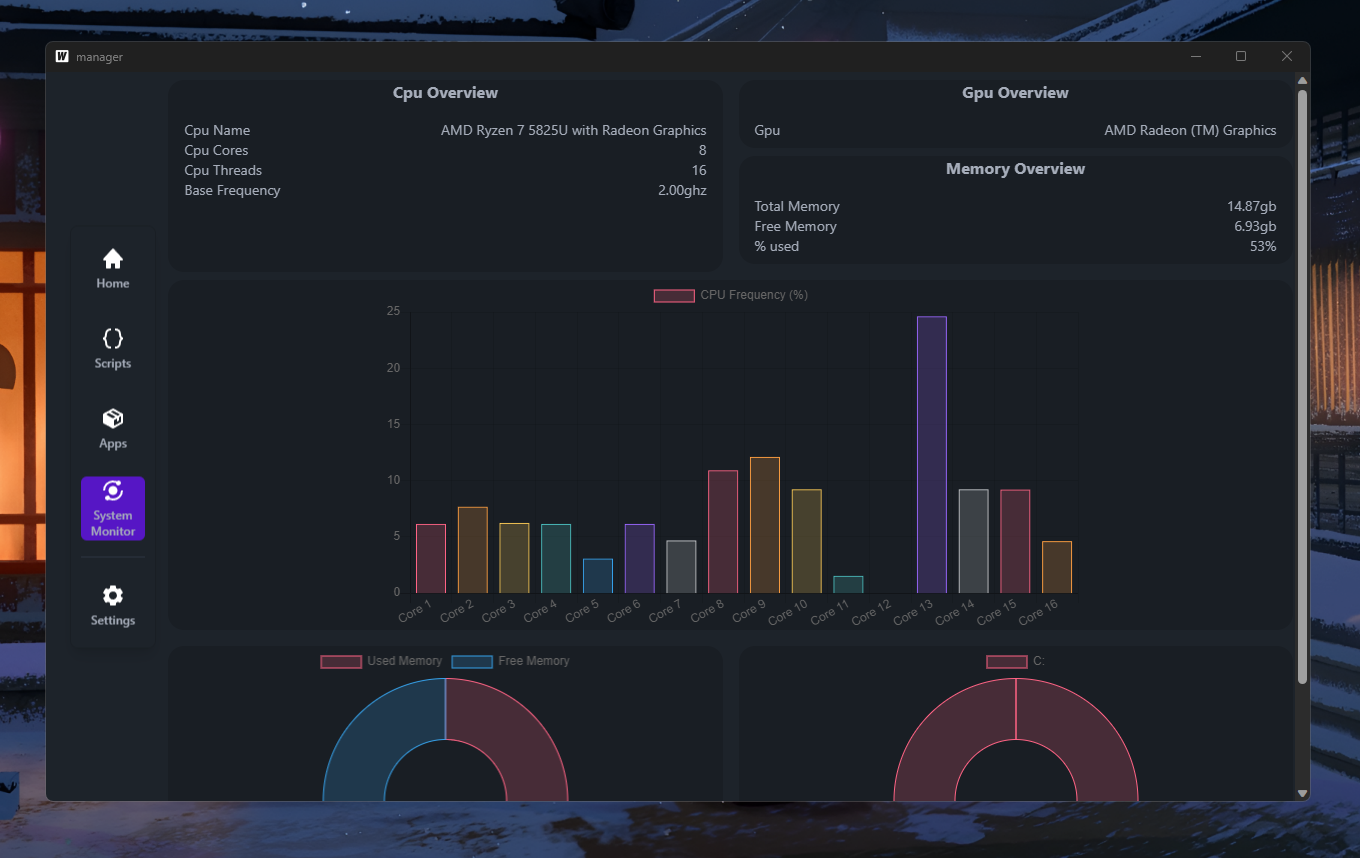 W manager
Cpu Overview
Cpu Name AMD Ryzen 7 5825U with Radeon Graphics
Cpu Cores 8
Cpu Threads 16
Base Frequency 2.00ghz
Gpu Overview
Gpu AMD Radeon (TM) Graphics
Memory Overview
Total Memory 14.87gb
Free Memory 6.93gb
% used 53%
Home
Scripts
Apps
System
Monitor
Settings
CPU Frequency (%)
25
20
15
10
5
0
Core 1 Core 2 Core 3 Core 4 Core 5 Core 6 Core 7 Core 8 Core 9 Core 10 Core 11 Core 12 Core 13 Core 14 Core 15 Core 16
Used Memory Free Memory
C: